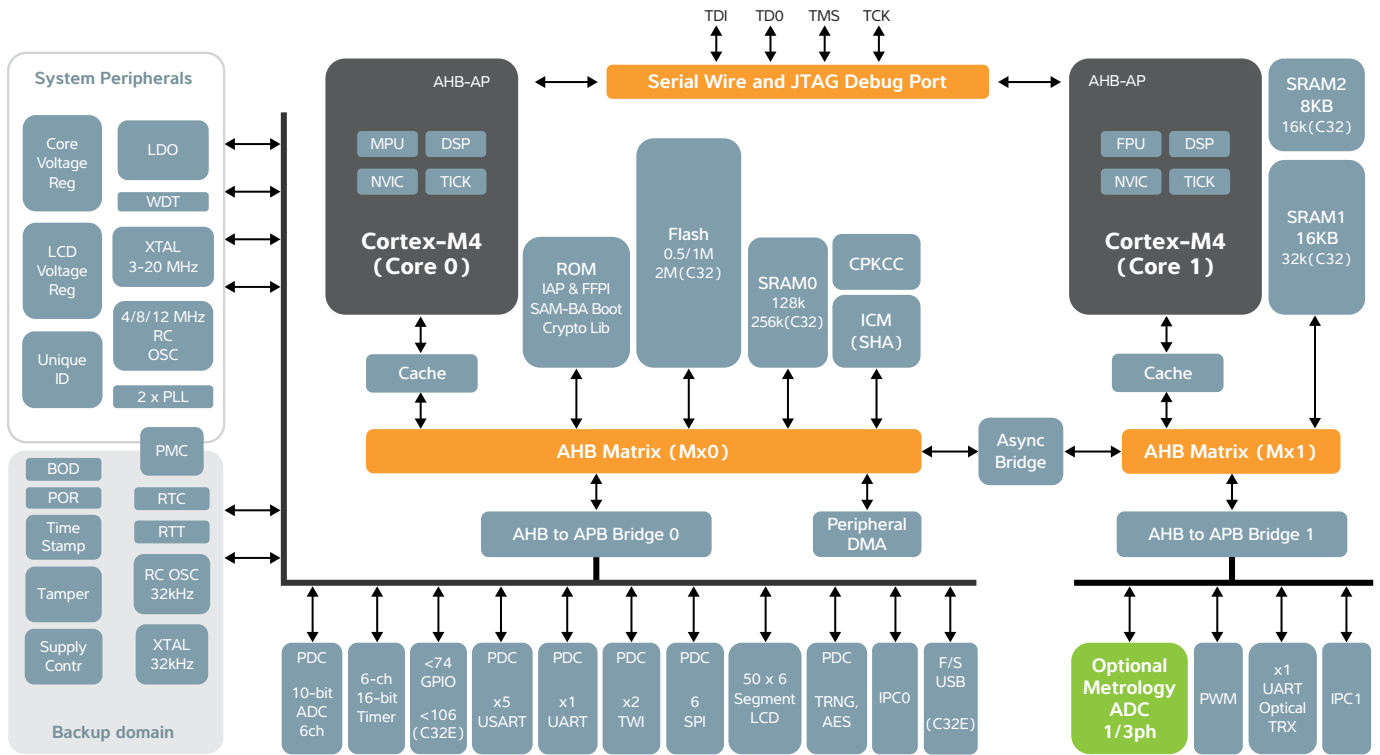 TDI
TD0
TMS
TCK
Serial Wire and JTAG Debug Port
System Peripherals
Core
Voltage
Reg
LDO
WDT
LCD
Voltage
Reg
XTAL
3-20 MHz
4/8/12 MHz
RC
OSC
Unique
ID
2 x PLL
PMC
BOD
POR
RTC
Time
Stamp
RTT
Tamper
RC OSC
32kHz
Supply
Contr
XTAL
32kHz
Backup domain
AHB-AP
MPU
DSP
NVIC
TICK
Cortex-M4
(Core 0)
Cache
ROM
IAP & FFPI
SAM-BA Boot
Crypto Lib
Flash
0.5/1M
2M(C32)
SRAM0
128k
256k(C32)
CPKCC
ICM
(SHA)
AHB-AP
FPU
DSP
NVIC
TICK
Cortex-M4
(Core 1)
SRAM2
8KB
16k(C32)
SRAM1
16KB
32k(C32)
Cache
AHB Matrix (Mx0)
Async
Bridge
AHB Matrix (Mx1)
AHB to APB Bridge 0
Peripheral
DMA
AHB to APB Bridge 1
PDC
10-bit
ADC
6ch
6-ch
16-bit
Timer
<74
GPIO
<106
(C32E)
PDC
x5
USART
PDC
x1
UART
PDC
x2
TWI
PDC
6
SPI
50 x 6
Segment
LCD
PDC
TRNG,
AES
IPC0
F/S
USB
(C32E)
Optional
Metrology
ADC
1/3ph
PWM
x1
UART
Optical
TRX
IPC1